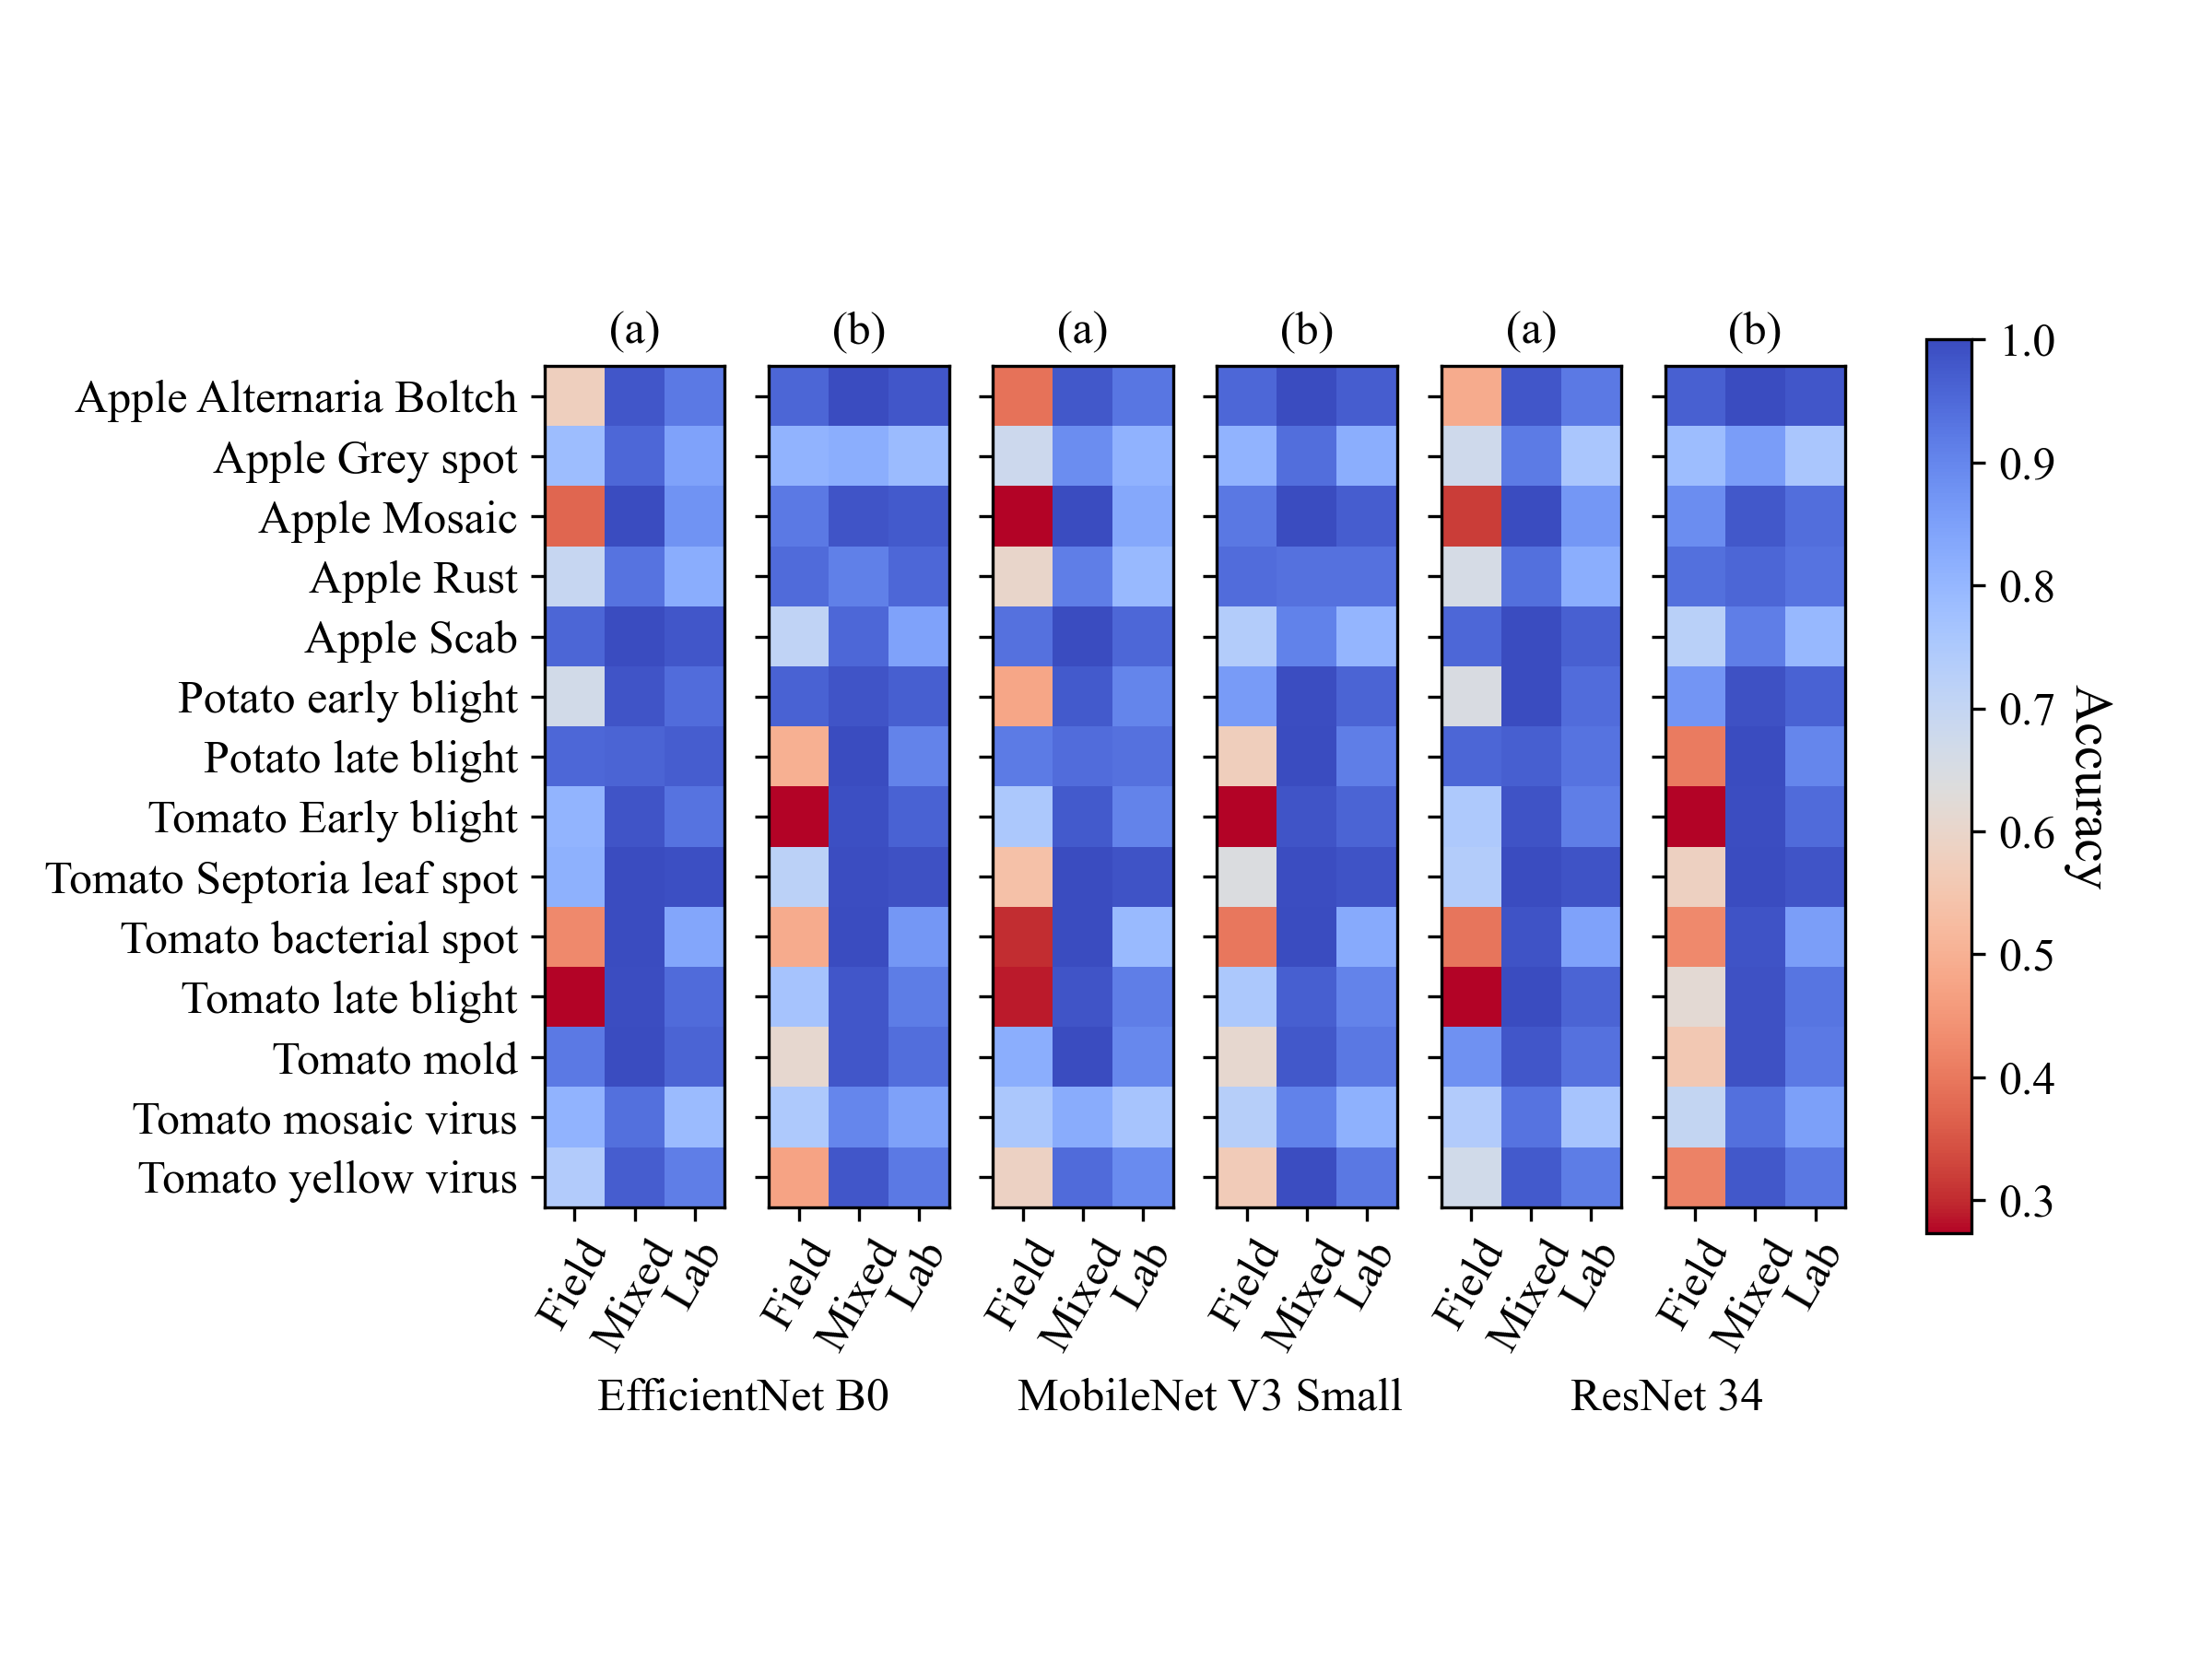 (a) (b) (a) (b) (a) (b)
Apple Alternaria Boltch
Apple Grey spot
Apple Mosaic
Apple Rust
Apple Scab
Potato early blight
Potato late blight
Tomato Early blight
Tomato Septoria leaf spot
Tomato bacterial spot
Tomato late blight
Tomato mold
Tomato mosaic virus
Tomato yellow virus
Field Mixed Lab Field Mixed Lab Field Mixed Lab Field Mixed Lab Field Mixed Lab Field Mixed Lab
EfficientNet B0 MobileNet V3 Small ResNet 34
1.0
0.9
0.8
0.7
0.6
0.5
0.4
0.3
Accuracy